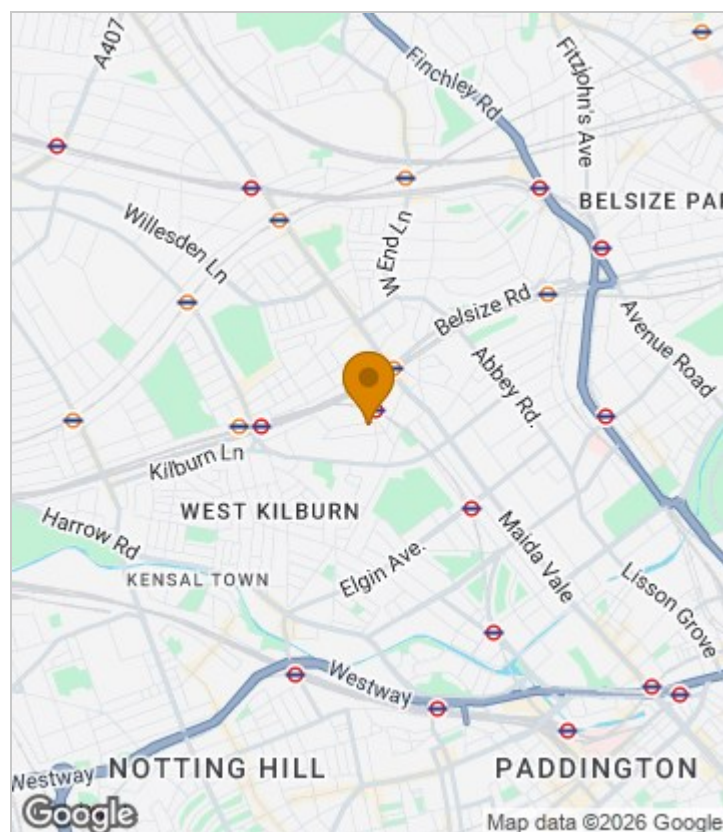 A407
Finchley Rd
Fitzjohn's Ave
BELSIZE PAR
Willesden Ln
W End Ln
Belsize Rd
Avenue Road
Abbey Rd.
Kilburn Ln
WEST KILBURN
Harrow Rd
Maida Vale
Elgin Ave.
KENSAL TOWN
Lisson Grove
Westway
Westway
NOTTING HILL
PADDINGTON
Google
Map data ©2026 Google